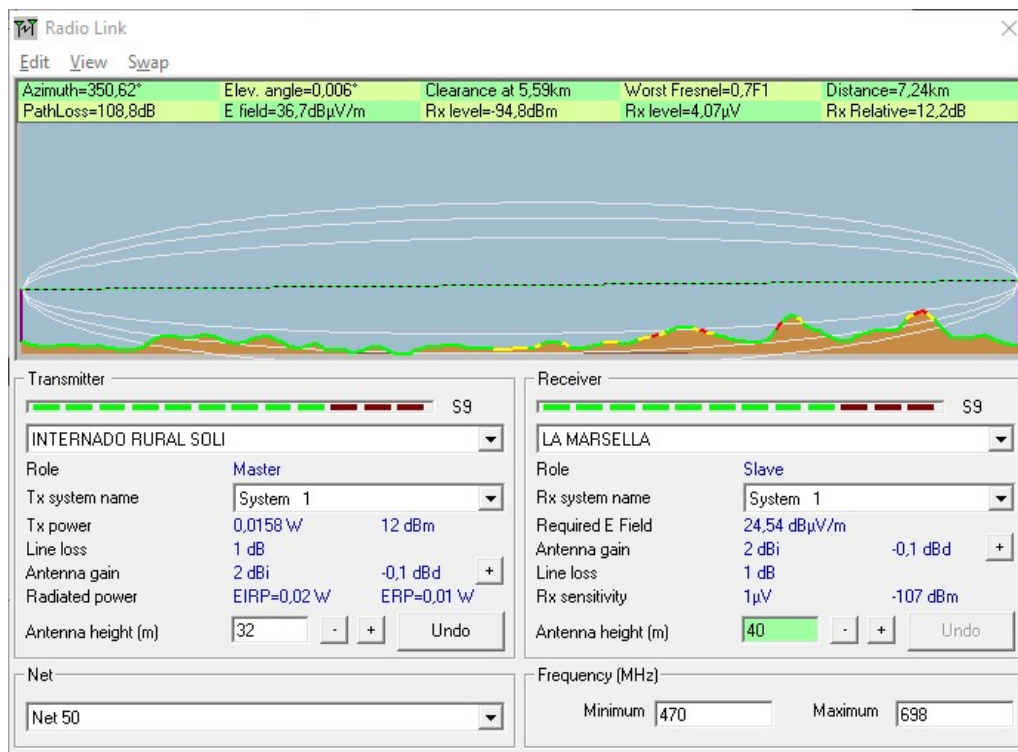 Radio Link
Edit View Swap
Azimuth=350,62° Elev. angle=0,006° Clearance at 5,59km Worst Fresnel=0,7F1 Distance=7,24km
PathLoss=108,8dB E field=36,7dBµV/m Rx level=-94,8dBm Rx level=4,07µV Rx Relative=12,2dB
Transmitter
S9
INTERNADO RURAL SOLI
Role Master
Tx system name System 1
Tx power 0,0158 W 12 dBm
Line loss 1 dB
Antenna gain 2 dBi -0,1 dBd +
Radiated power EIRP=0,02 W ERP=0,01 W
Antenna height (m) 32 - + Undo
Net
Net 50
Receiver
S9
LA MARSELLA
Role Slave
Rx system name System 1
Required E Field 24,54 dBµV/m
Antenna gain 2 dBi -0,1 dBd +
Line loss 1 dB
Rx sensitivity 1µV -107 dBm
Antenna height (m) 40 - + Undo
Frequency (MHz)
Minimum 470 Maximum 698